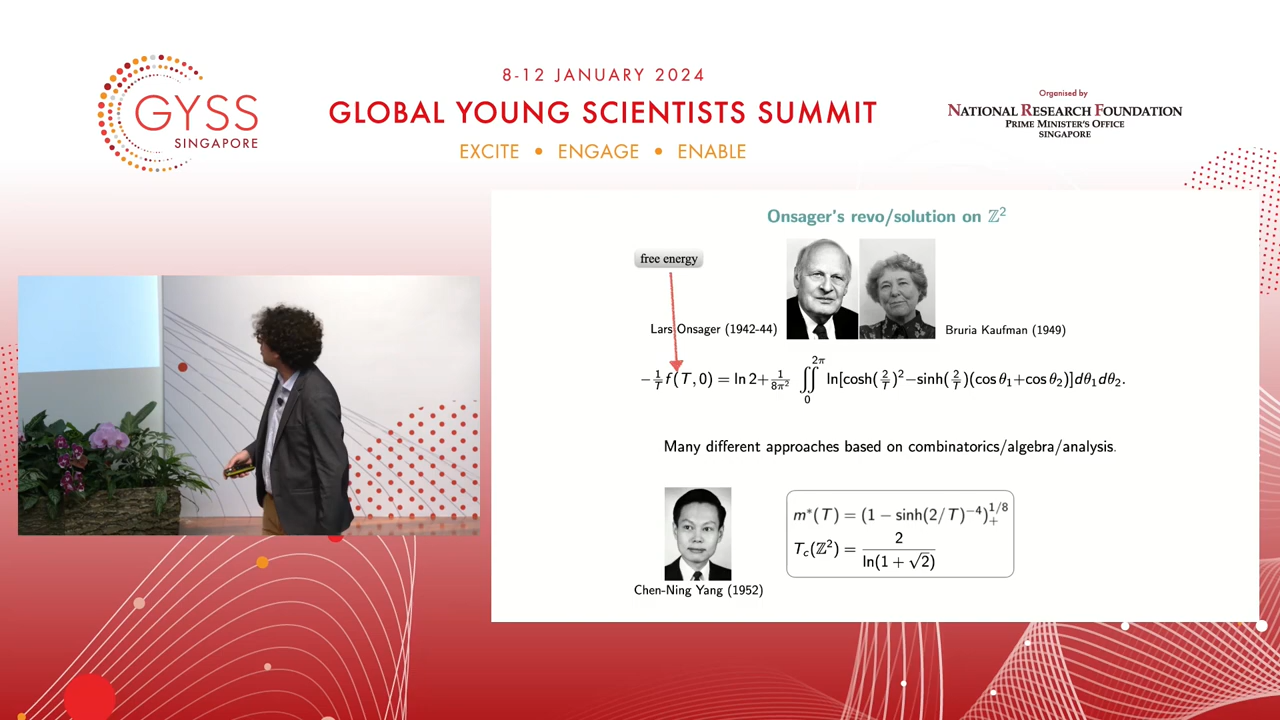 GYSS
SINGAPORE
8-12 JANUARY 2024
GLOBAL YOUNG SCIENTISTS SUMMIT
EXCITE • ENGAGE • ENABLE
Organised by
NATIONAL RESEARCH FOUNDATION
PRIME MINISTER'S OFFICE
SINGAPORE
Onsager's revo/solution on ℤ²
free energy
Lars Onsager (1942-44)
Bruria Kaufman (1949)
−1/T f(T, 0) = ln 2+1/8π² ∬₀^2π ln[cosh(2/T)²−sinh(2/T)(cos θ₁+cos θ₂)]dθ₁dθ₂.
Many different approaches based on combinatorics/algebra/analysis.
m*(T) = (1 − sinh(2/T)⁻⁴)₊^1/8
T_c(ℤ²) = 2/ln(1 + √2)
Chen-Ning Yang (1952)